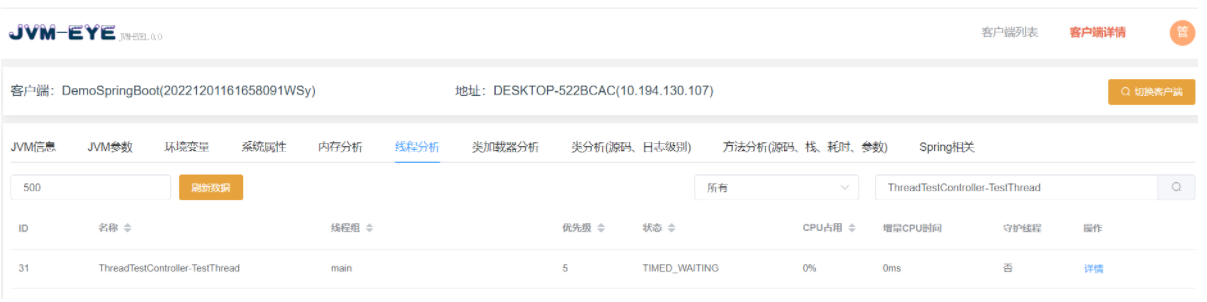 JVM-EYE JVM-EYE1.0.0 客户端列表 客户端详情 管
客户端：DemoSpringBoot(20221201161658091WSy) 地址：DESKTOP-522BCAC(10.194.130.107) 切换客户端
JVM信息 JVM参数 环境变量 系统属性 内存分析 线程分析 类加载器分析 类分析(源码、日志级别) 方法分析(源码、栈、耗时、参数) Spring相关
500 刷新数据 所有 ThreadTestController-TestThread
ID 名称 线程组 优先级 状态 CPU占用 增量CPU时间 守护线程 操作
31 ThreadTestController-TestThread main 5 TIMED_WAITING 0% 0ms 否 详情